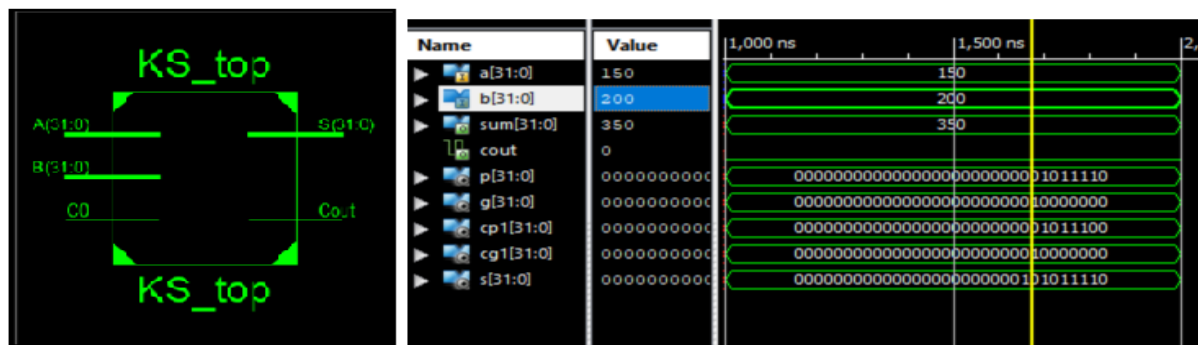 KS_top
A(31:0)
S(31:0)
B(31:0)
C0
Cout
KS_top
Name Value 1,000 ns 1,500 ns 2,
a[31:0] 150 150
b[31:0] 200 200
sum[31:0] 350 350
cout 0
p[31:0] 0000000000 00000000000000000000000001011110
g[31:0] 0000000000 00000000000000000000000010000000
cp1[31:0] 0000000000 00000000000000000000000001011100
cg1[31:0] 0000000000 00000000000000000000000010000000
s[31:0] 0000000000 00000000000000000000000101011110